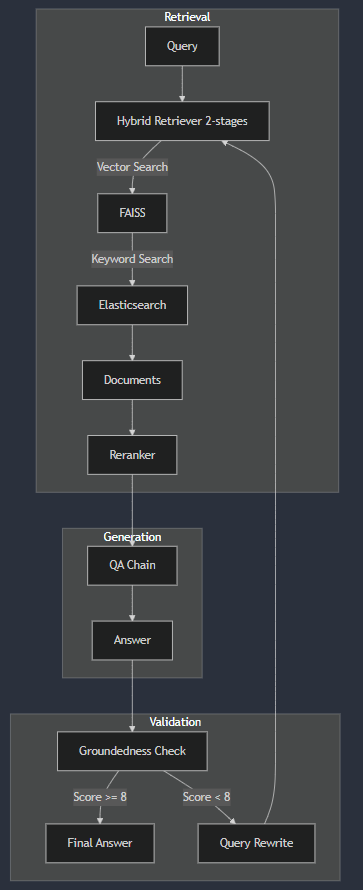 Retrieval
Query
Hybrid Retriever 2-stages
Vector Search
FAISS
Keyword Search
Elasticsearch
Documents
Reranker
Generation
QA Chain
Answer
Validation
Groundedness Check
Score >= 8
Score < 8
Final Answer
Query Rewrite